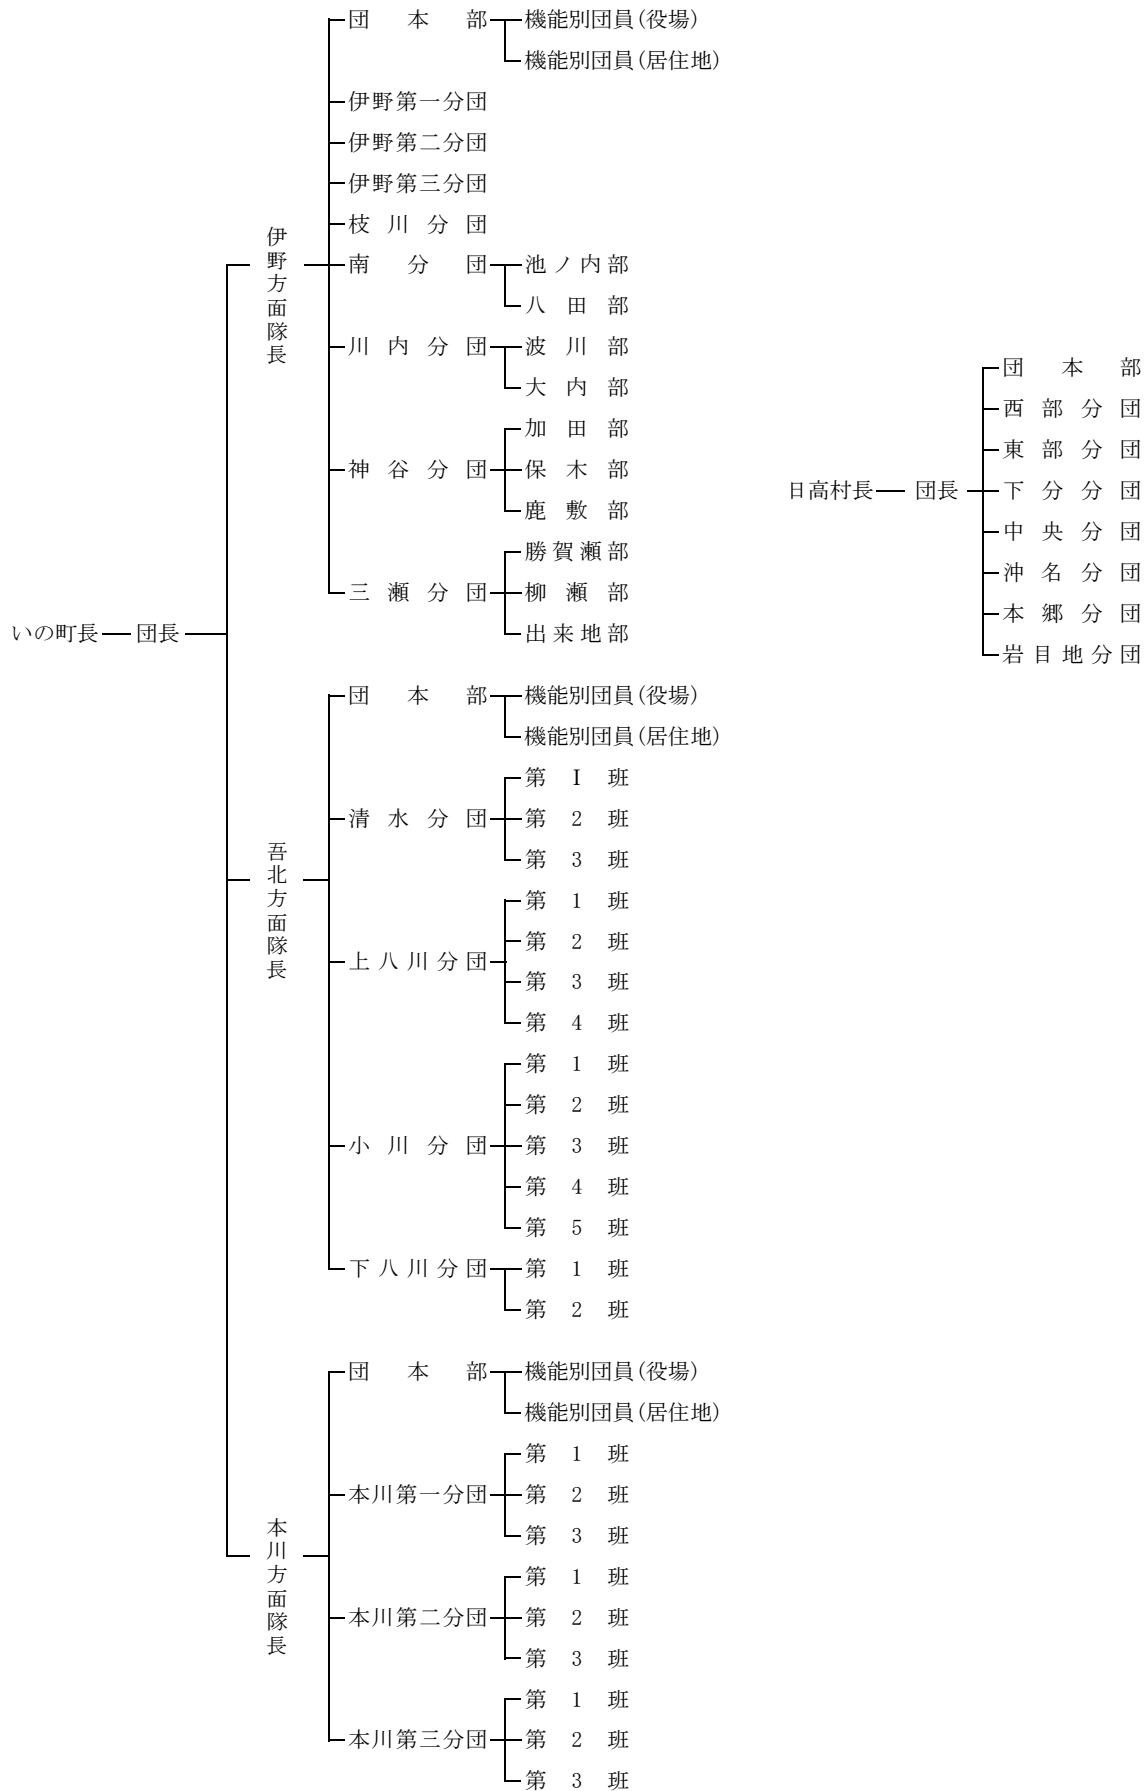 団本部 機能別団員(役場)
機能別団員(居住地)
伊野第一分団
伊野第二分団
伊野第三分団
枝川分団
伊野方面隊長
南分団 池ノ内部
八田部
川内分団 波川部
大内部
加田部
神谷分団 保木部
鹿敷部
勝賀瀬部
三瀬分団 柳瀬部
出来地部
いの町長 団長
団本部 機能別団員(役場)
機能別団員(居住地)
第I班
清水分団 第2班
第3班
吾北方面隊長
第1班
第2班
上八川分団
第3班
第4班
第1班
第2班
小川分団 第3班
第4班
第5班
下八川分団 第1班
第2班
団本部 機能別団員(役場)
機能別団員(居住地)
第1班
本川第一分団 第2班
第3班
本川方面隊長
第1班
本川第二分団 第2班
第3班
第1班
本川第三分団 第2班
第3班
団本部
西部分団
東部分団
日高村長 団長 下分分団
中央分団
沖名分団
本郷分団
岩目地分団